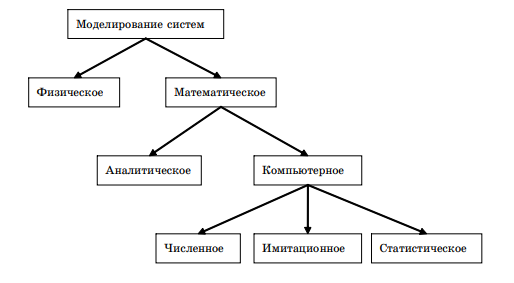 Моделирование систем
Физическое
Математическое
Аналитическое
Компьютерное
Численное
Имитационное
Статистическое